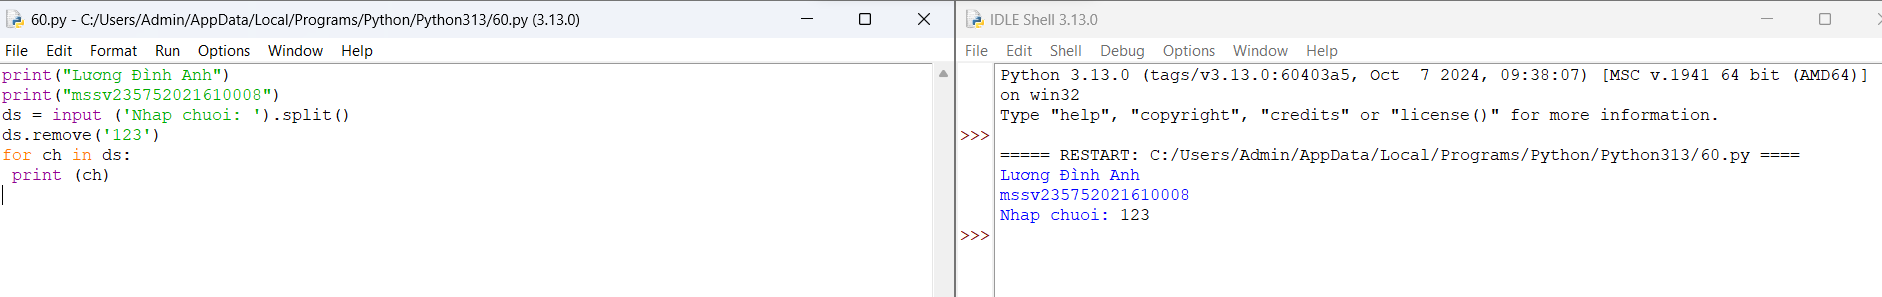 60.py - C:/Users/Admin/AppData/Local/Programs/Python/Python313/60.py (3.13.0)
File Edit Format Run Options Window Help
print("Lương Đình Anh")
print("mssv235752021610008")
ds = input ('Nhap chuoi: ').split()
ds.remove('123')
for ch in ds:
 print (ch)
IDLE Shell 3.13.0
File Edit Shell Debug Options Window Help
Python 3.13.0 (tags/v3.13.0:60403a5, Oct  7 2024, 09:38:07) [MSC v.1941 64 bit (AMD64)]
on win32
Type "help", "copyright", "credits" or "license()" for more information.
>>>
===== RESTART: C:/Users/Admin/AppData/Local/Programs/Python/Python313/60.py ====
Lương Đình Anh
mssv235752021610008
Nhap chuoi: 123
>>>